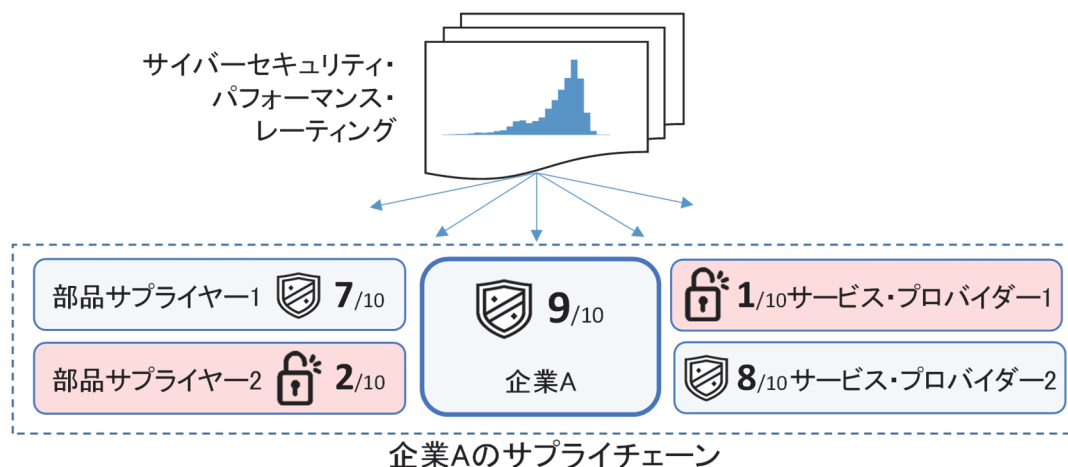 サイバーセキュリティ・
パフォーマンス・
レーティング
部品サプライヤー1 7/10
部品サプライヤー2 2/10
9/10
企業A
1/10サービス・プロバイダー1
8/10サービス・プロバイダー2
企業Aのサプライチェーン